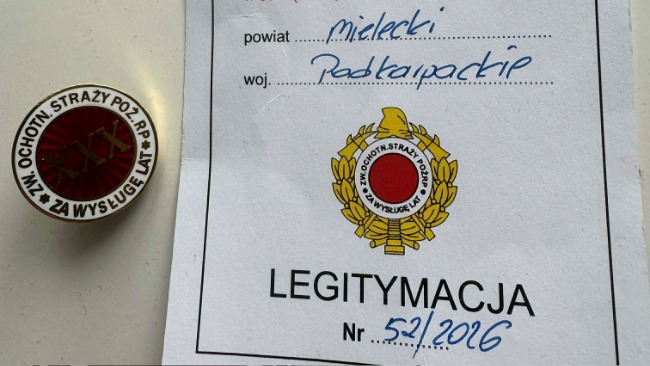 ZW. OCHOTN. STRAŻY POŻ. RP
XXX
ZA WYSŁUGĘ LAT
powiat mielecki
woj. Podkarpackie
ZW. OCHOTN. STRAŻY POŻ. RP
ZA WYSŁUGĘ LAT
LEGITYMACJA
Nr 52/2026